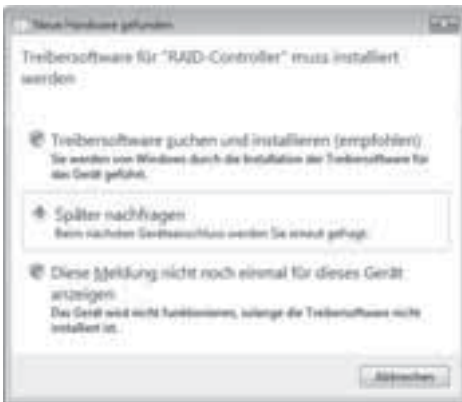 Neue Hardware gefunden
Treibersoftware für "RAID-Controller" muss installiert
werden
Treibersoftware suchen und installieren (empfohlen)
Sie werden von Windows durch die Installation der Treibersoftware für
das Gerät geführt.
Später nachfragen
Beim nächsten Geräteanschluss werden Sie erneut gefragt.
Diese Meldung nicht noch einmal für dieses Gerät
anzeigen
Das Gerät wird nicht funktionieren, solange die Treibersoftware nicht
installiert ist.
Abbrechen